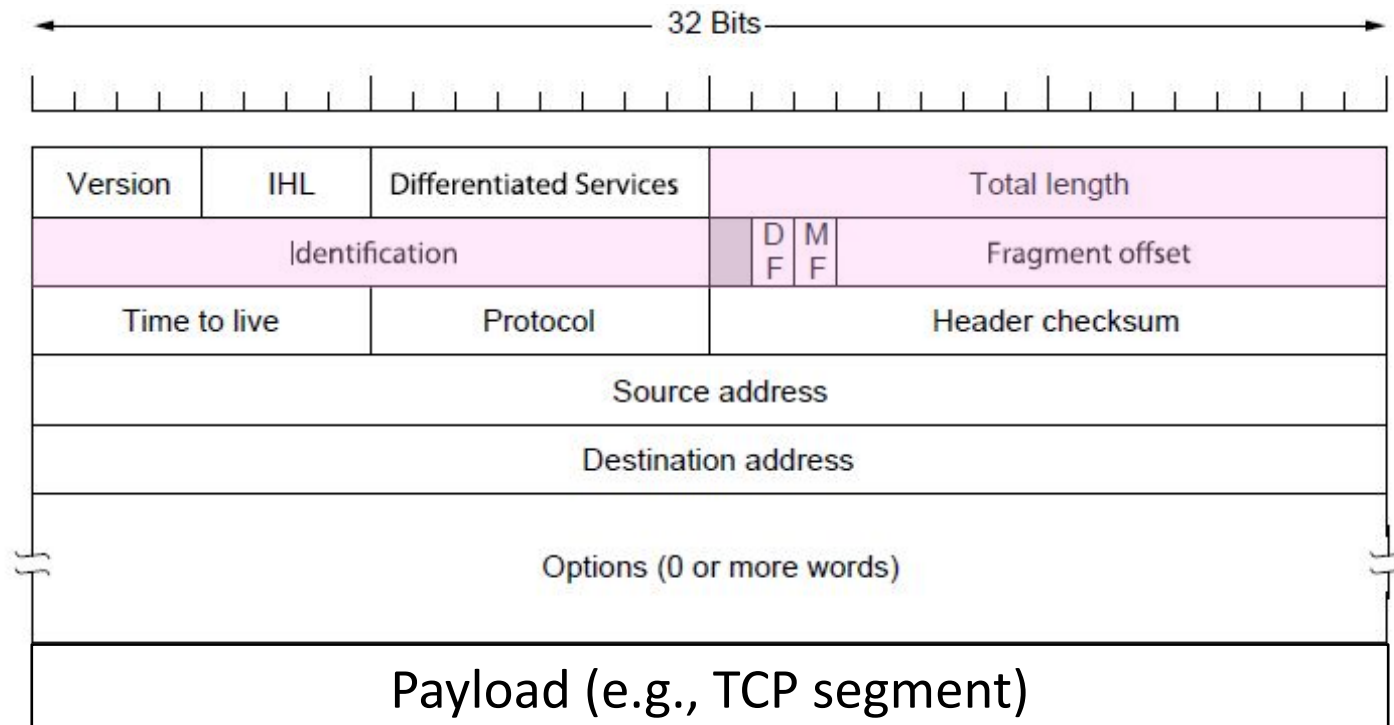 32 Bits
Version IHL Differentiated Services Total length
Identification D F M F Fragment offset
Time to live Protocol Header checksum
Source address
Destination address
Options (0 or more words)
Payload (e.g., TCP segment)